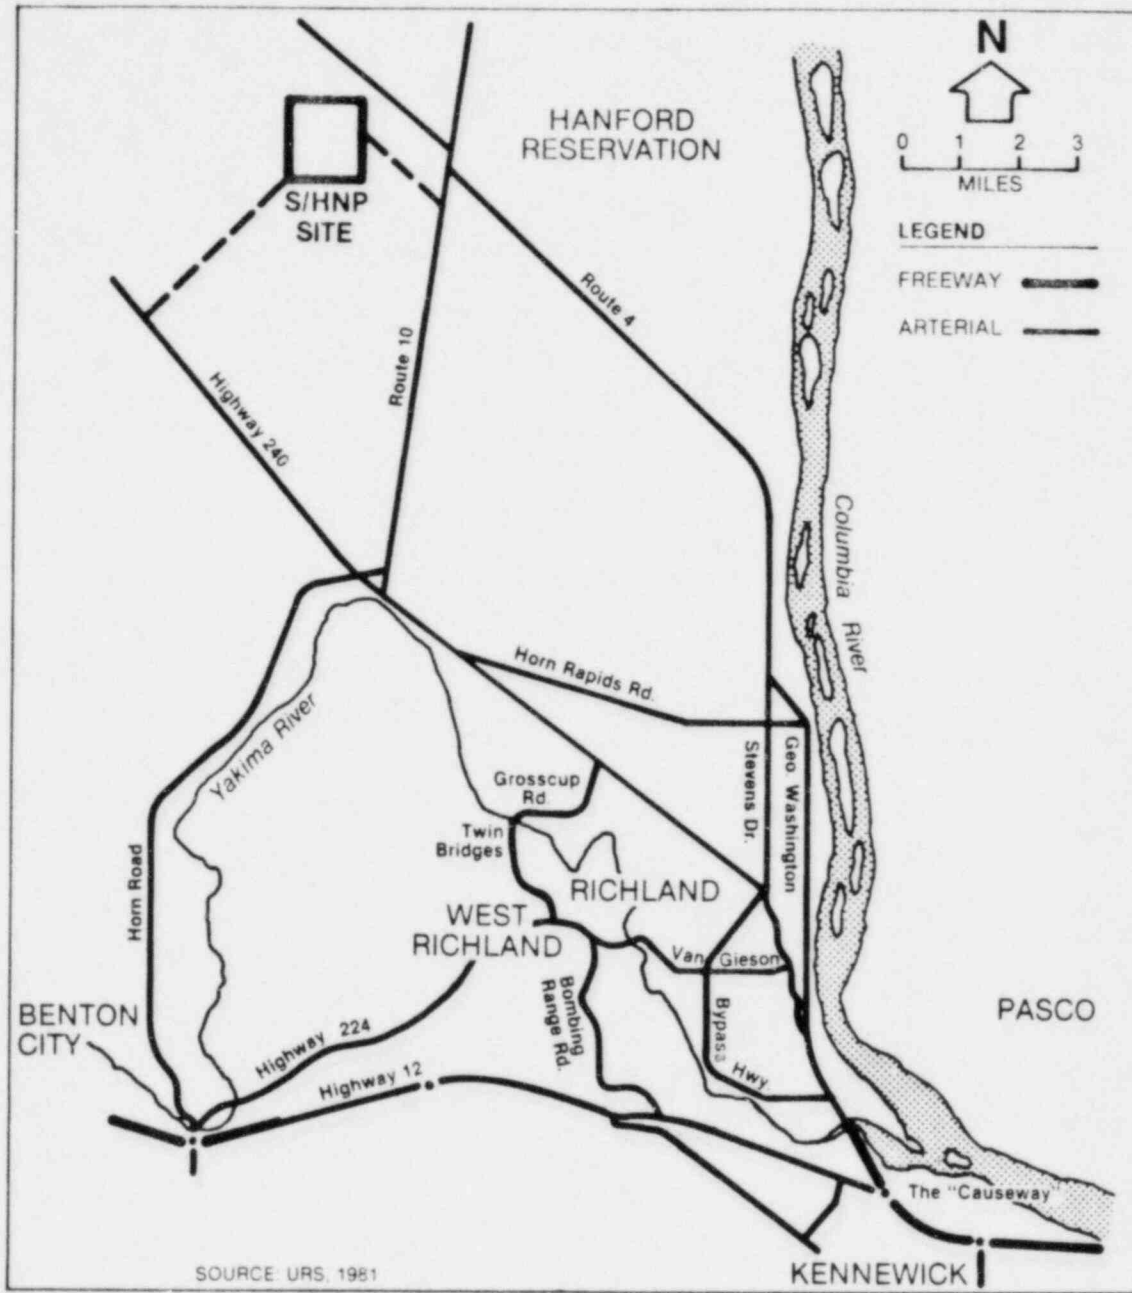 N
0 1 2 3
MILES
LEGEND
FREEWAY
ARTERIAL
HANFORD
RESERVATION
S/HNP
SITE
Route 4
Route 10
Highway 240
Columbia
River
Horn Rapids Rd.
Yakima River
Stevens Dr.
Geo. Washington
Grosscup
Rd.
Twin
Bridges
Horn Road
RICHLAND
WEST
RICHLAND
Van Gieson
Bombing
Range Rd.
Bypass
Hwy
PASCO
BENTON
CITY
Highway 224
Highway 12
The "Causeway"
KENNEWICK
SOURCE: URS, 1981